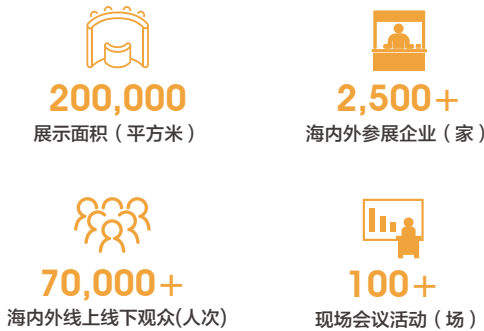 200,000
展示面积（平方米）
2,500+
海内外参展企业（家）
70,000+
海内外线上线下观众(人次)
100+
现场会议活动（场）